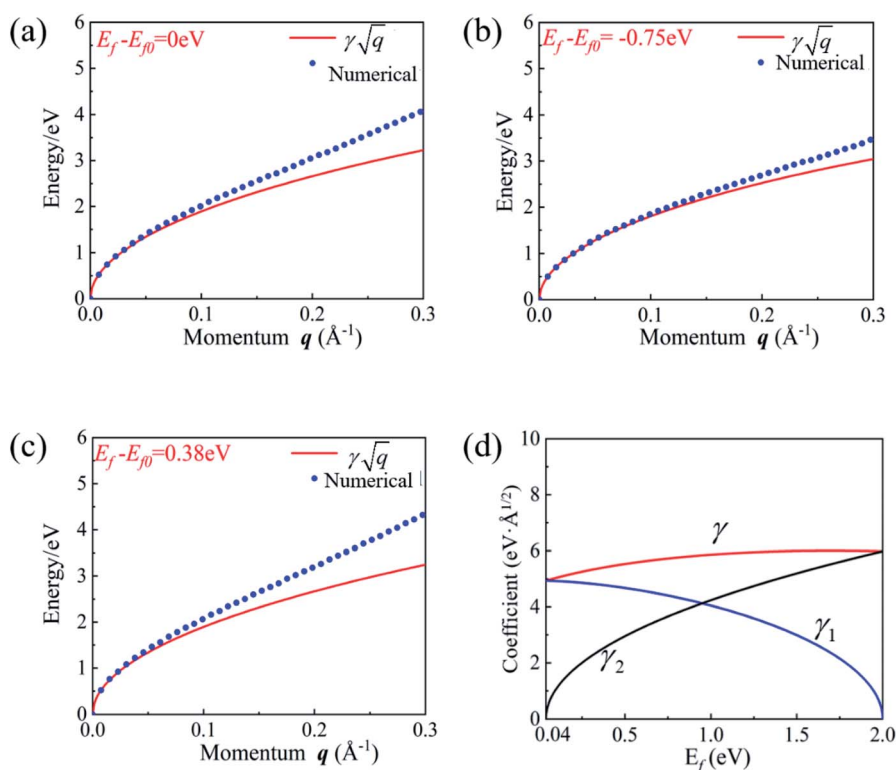 (a)
E_f - E_f0 = 0eV
γ√q
Numerical
Energy/eV
6
5
4
3
2
1
0
0.0 0.1 0.2 0.3
Momentum q (Å⁻¹)
(b)
E_f - E_f0 = -0.75eV
γ√q
Numerical
Energy/eV
6
5
4
3
2
1
0
0.0 0.1 0.2 0.3
Momentum q (Å⁻¹)
(c)
E_f - E_f0 = 0.38eV
γ√q
Numerical
Energy/eV
6
5
4
3
2
1
0
0.0 0.1 0.2 0.3
Momentum q (Å⁻¹)
(d)
Coefficient (eV·Å^1/2)
10
8
6
4
2
0
γ
γ₁
γ₂
0.04 0.5 1.0 1.5 2.0
E_f (eV)